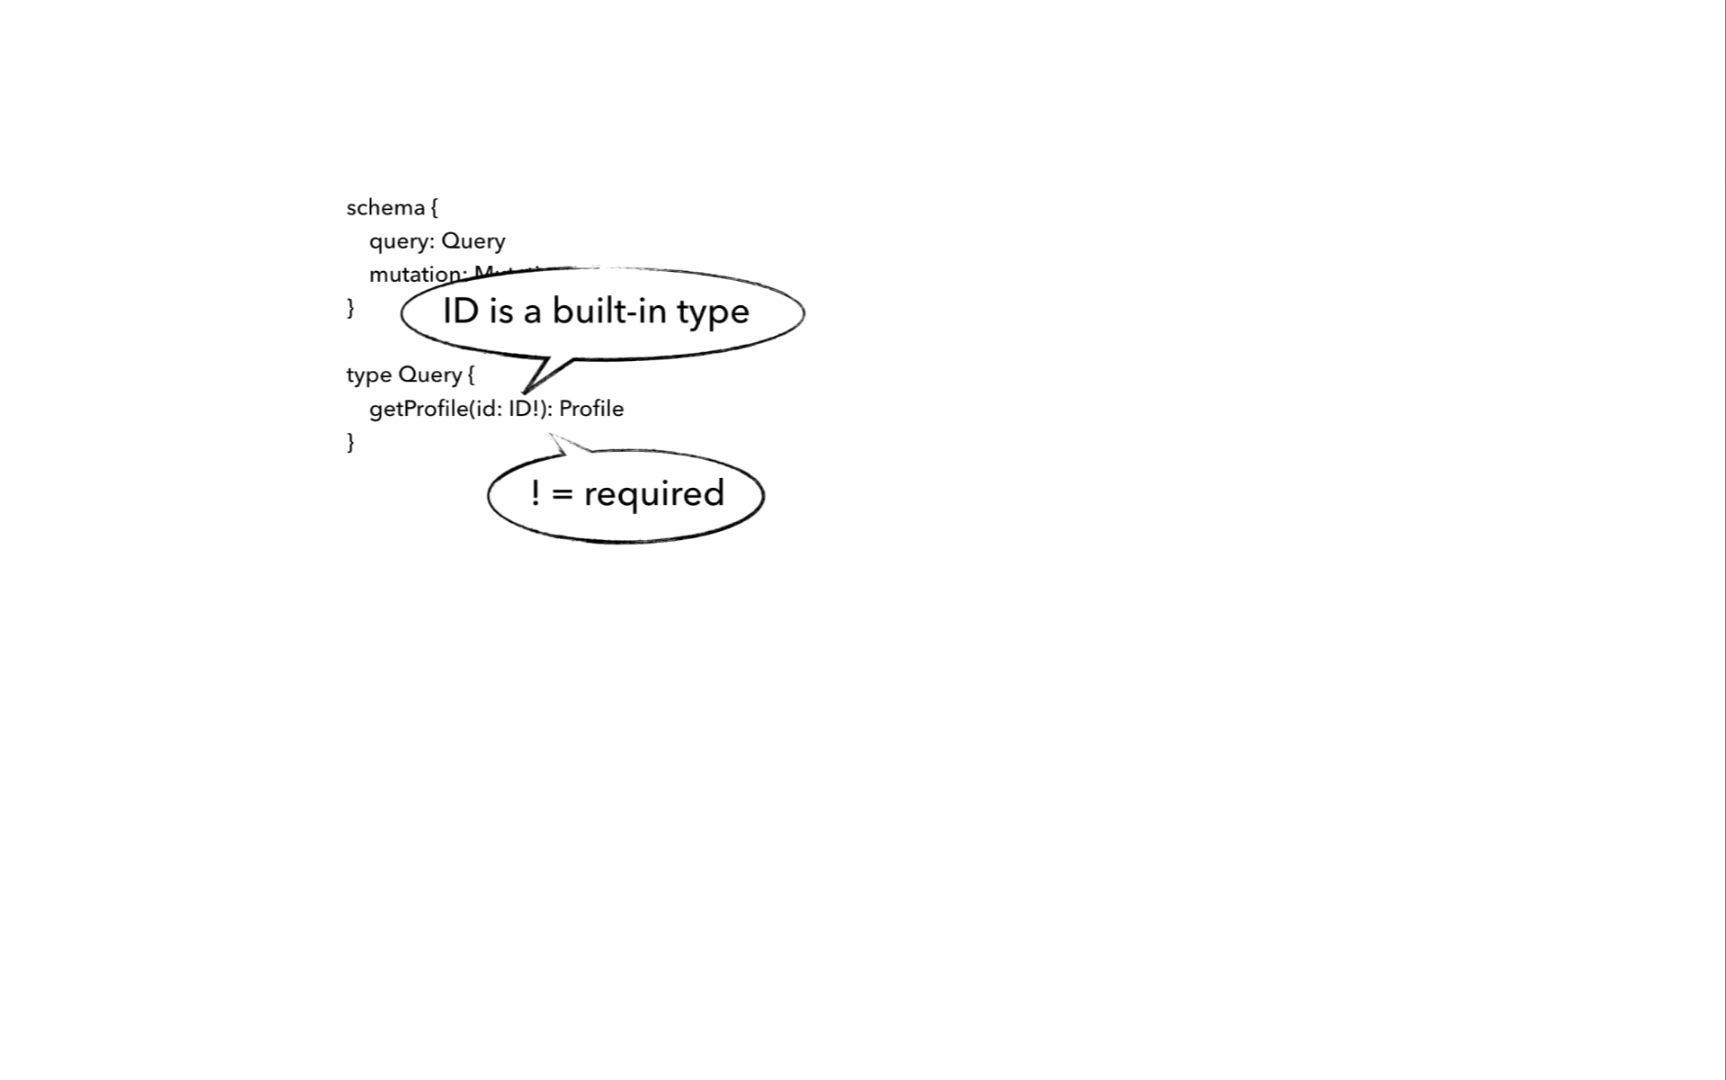 schema {
query: Query
mutation:
}
ID is a built-in type
type Query {
getProfile(id: ID!): Profile
}
! = required